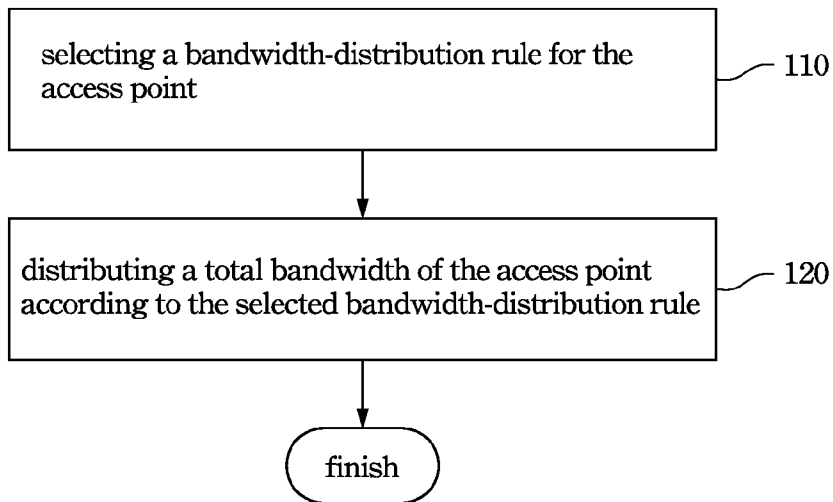 selecting a bandwidth-distribution rule for the
access point
110
distributing a total bandwidth of the access point
according to the selected bandwidth-distribution rule
120
finish